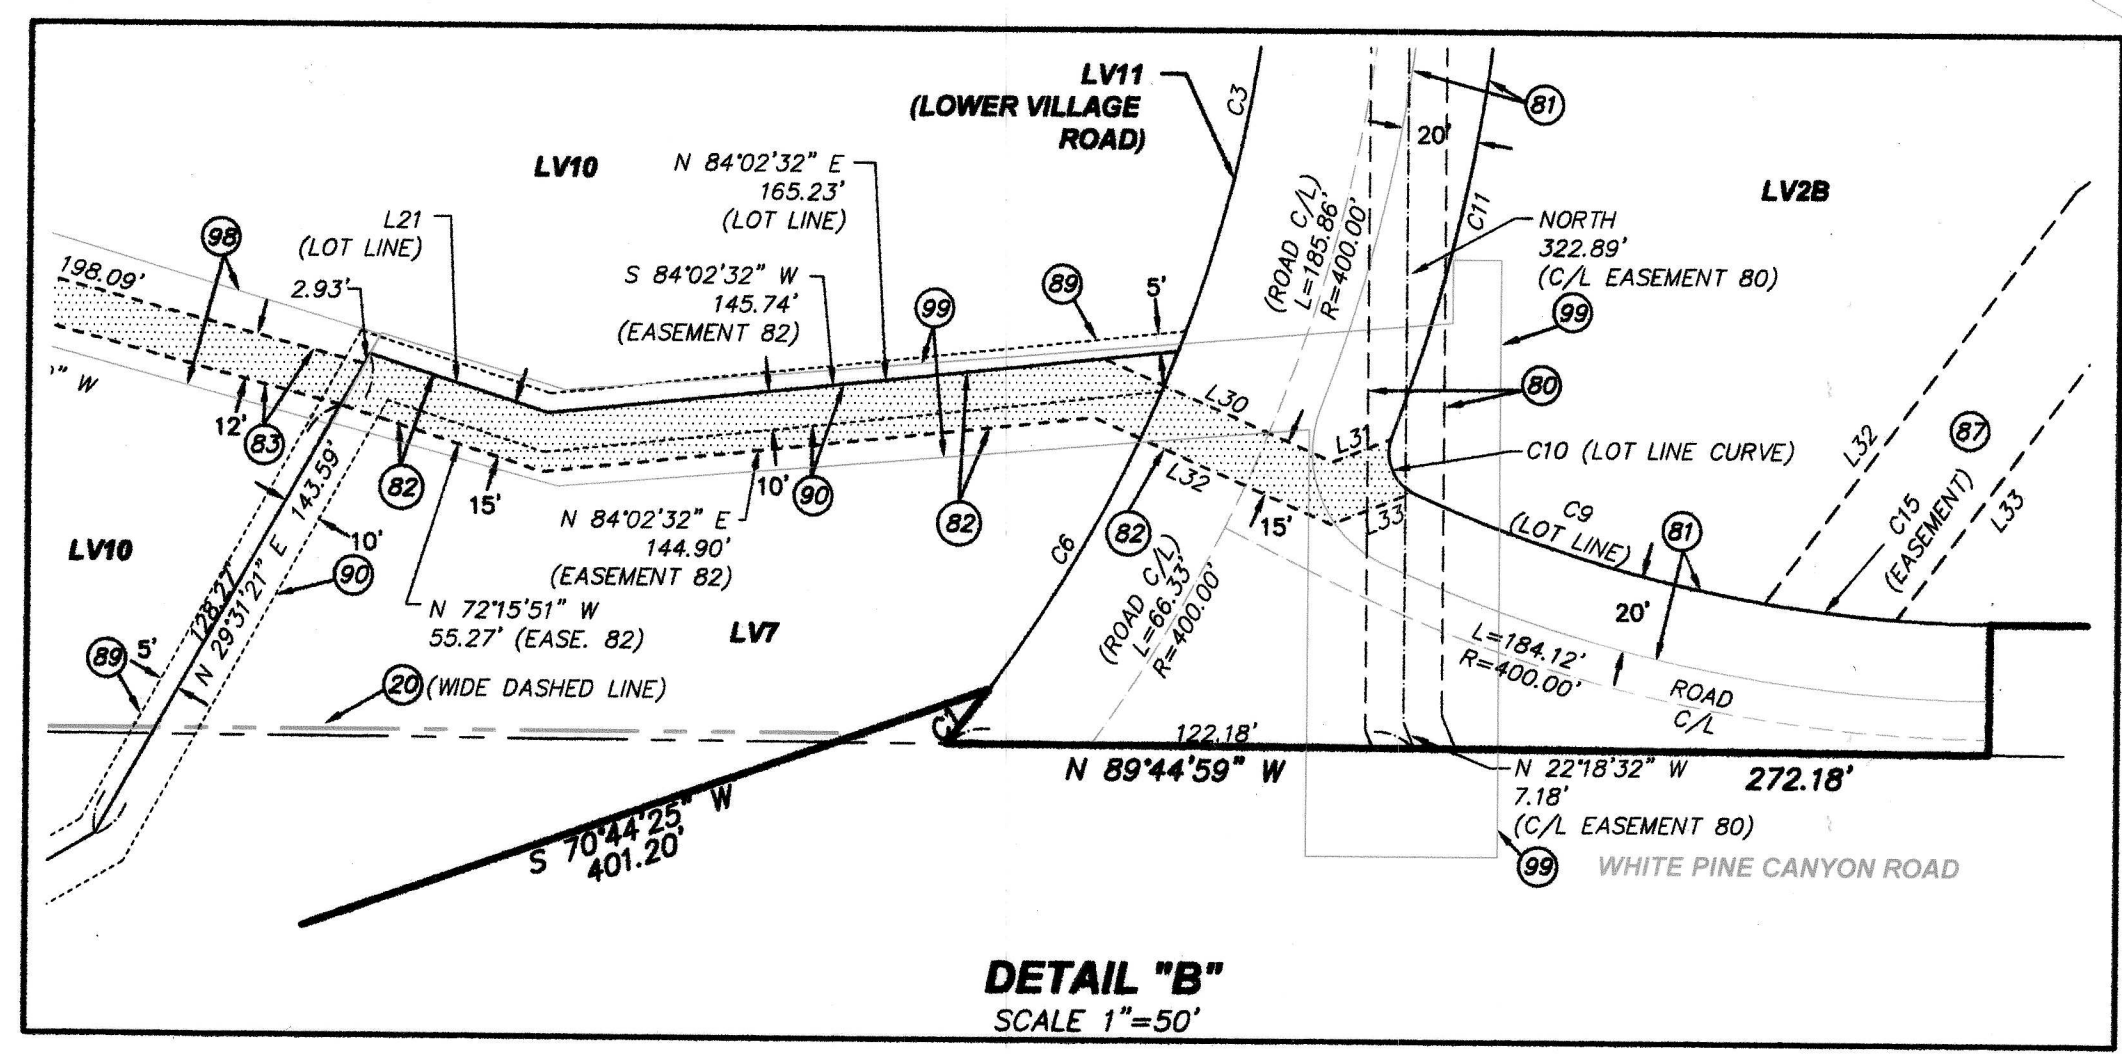 LV11
(LOWER VILLAGE
ROAD)
C3
81
20'
LV10
N 84°02'32" E
165.23'
(LOT LINE)
LV2B
L21
(LOT LINE)
98
198.09'
2.93'
S 84°02'32" W
145.74'
(EASEMENT 82)
99
89
5'
(ROAD C/L)
L=185.86'
R=400.00'
C11
NORTH
322.89'
(C/L EASEMENT 80)
99
80
" W
12'
83
82
15'
10'
90
82
L30
L31
L32
L33
82
15'
C10 (LOT LINE CURVE)
L32
87
C15
(EASEMENT)
L33
C9
(LOT LINE)
81
20'
N 84°02'32" E
144.90'
(EASEMENT 82)
C6
LV10
143.59'
N 29°31'21" E
128.27'
10'
90
89
5'
N 72°15'51" W
55.27' (EASE. 82)
LV7
(ROAD C/L)
L=66.33'
R=400.00'
L=184.12'
R=400.00'
ROAD
C/L
20 (WIDE DASHED LINE)
C1
122.18'
N 89°44'59" W
272.18'
N 22°18'32" W
7.18'
(C/L EASEMENT 80)
99
WHITE PINE CANYON ROAD
S 70°44'25" W
401.20'
DETAIL "B"
SCALE 1"=50'